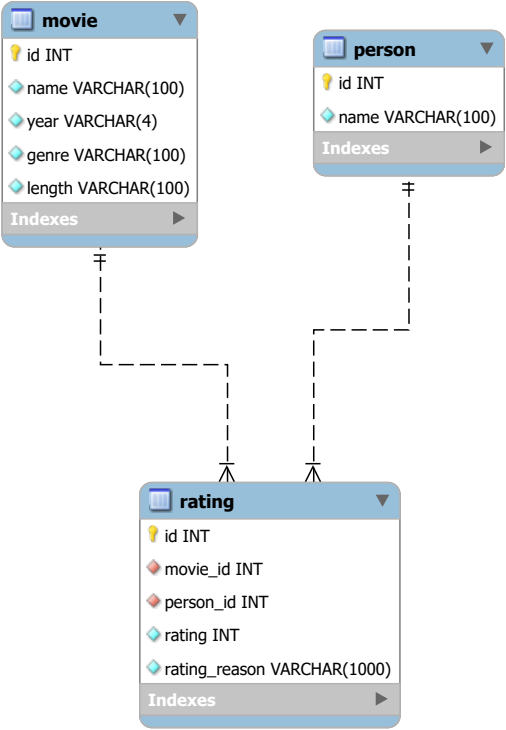 movie
id INT
name VARCHAR(100)
year VARCHAR(4)
genre VARCHAR(100)
length VARCHAR(100)
Indexes
person
id INT
name VARCHAR(100)
Indexes
rating
id INT
movie_id INT
person_id INT
rating INT
rating_reason VARCHAR(1000)
Indexes